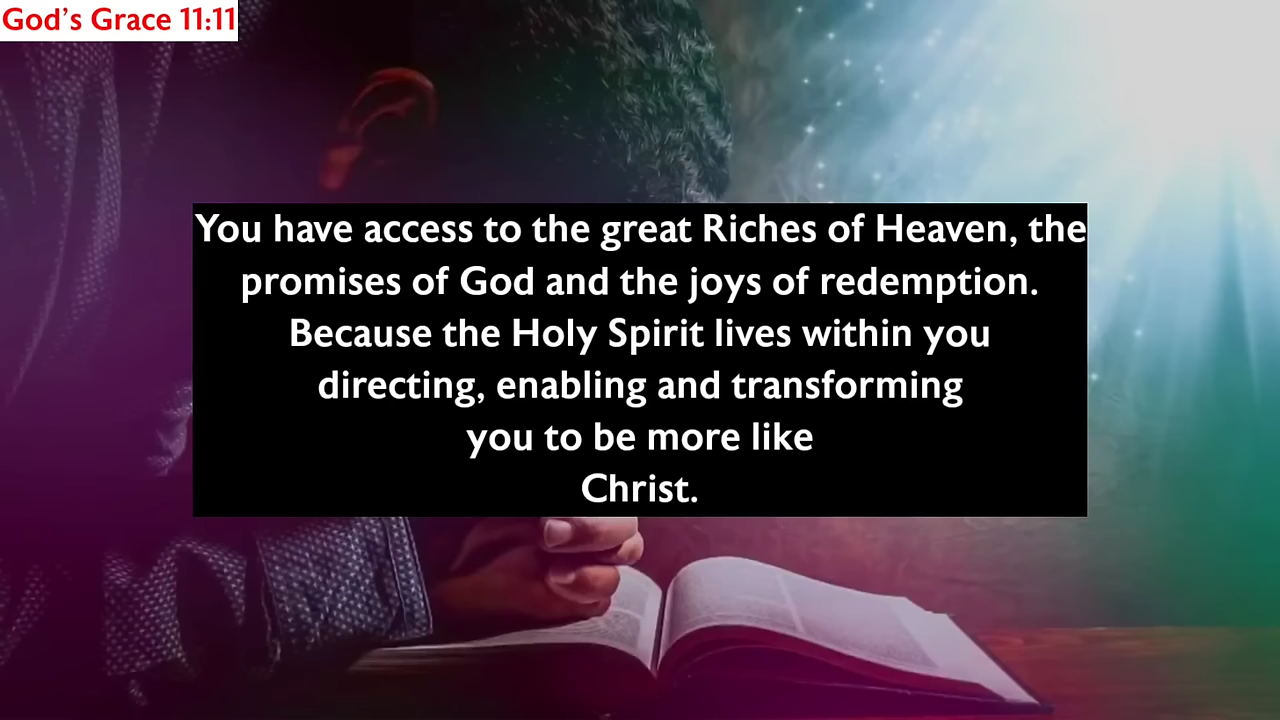 God’s Grace 11:11
You have access to the great Riches of Heaven, the
promises of God and the joys of redemption.
Because the Holy Spirit lives within you
directing, enabling and transforming
you to be more like
Christ.